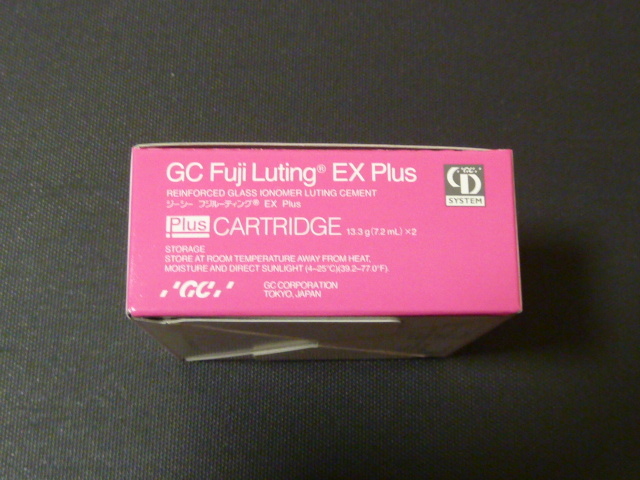 GC Fuji Luting® EX Plus
REINFORCED GLASS IONOMER LUTING CEMENT
ジーシー フジルーティング® EX Plus
Plus CARTRIDGE 13.3 g (7.2 mL) ×2
STORAGE
STORE AT ROOM TEMPERATURE AWAY FROM HEAT,
MOISTURE AND DIRECT SUNLIGHT (4–25°C)(39.2–77.0°F).
GC
GC CORPORATION
TOKYO, JAPAN
GC
CD
SYSTEM